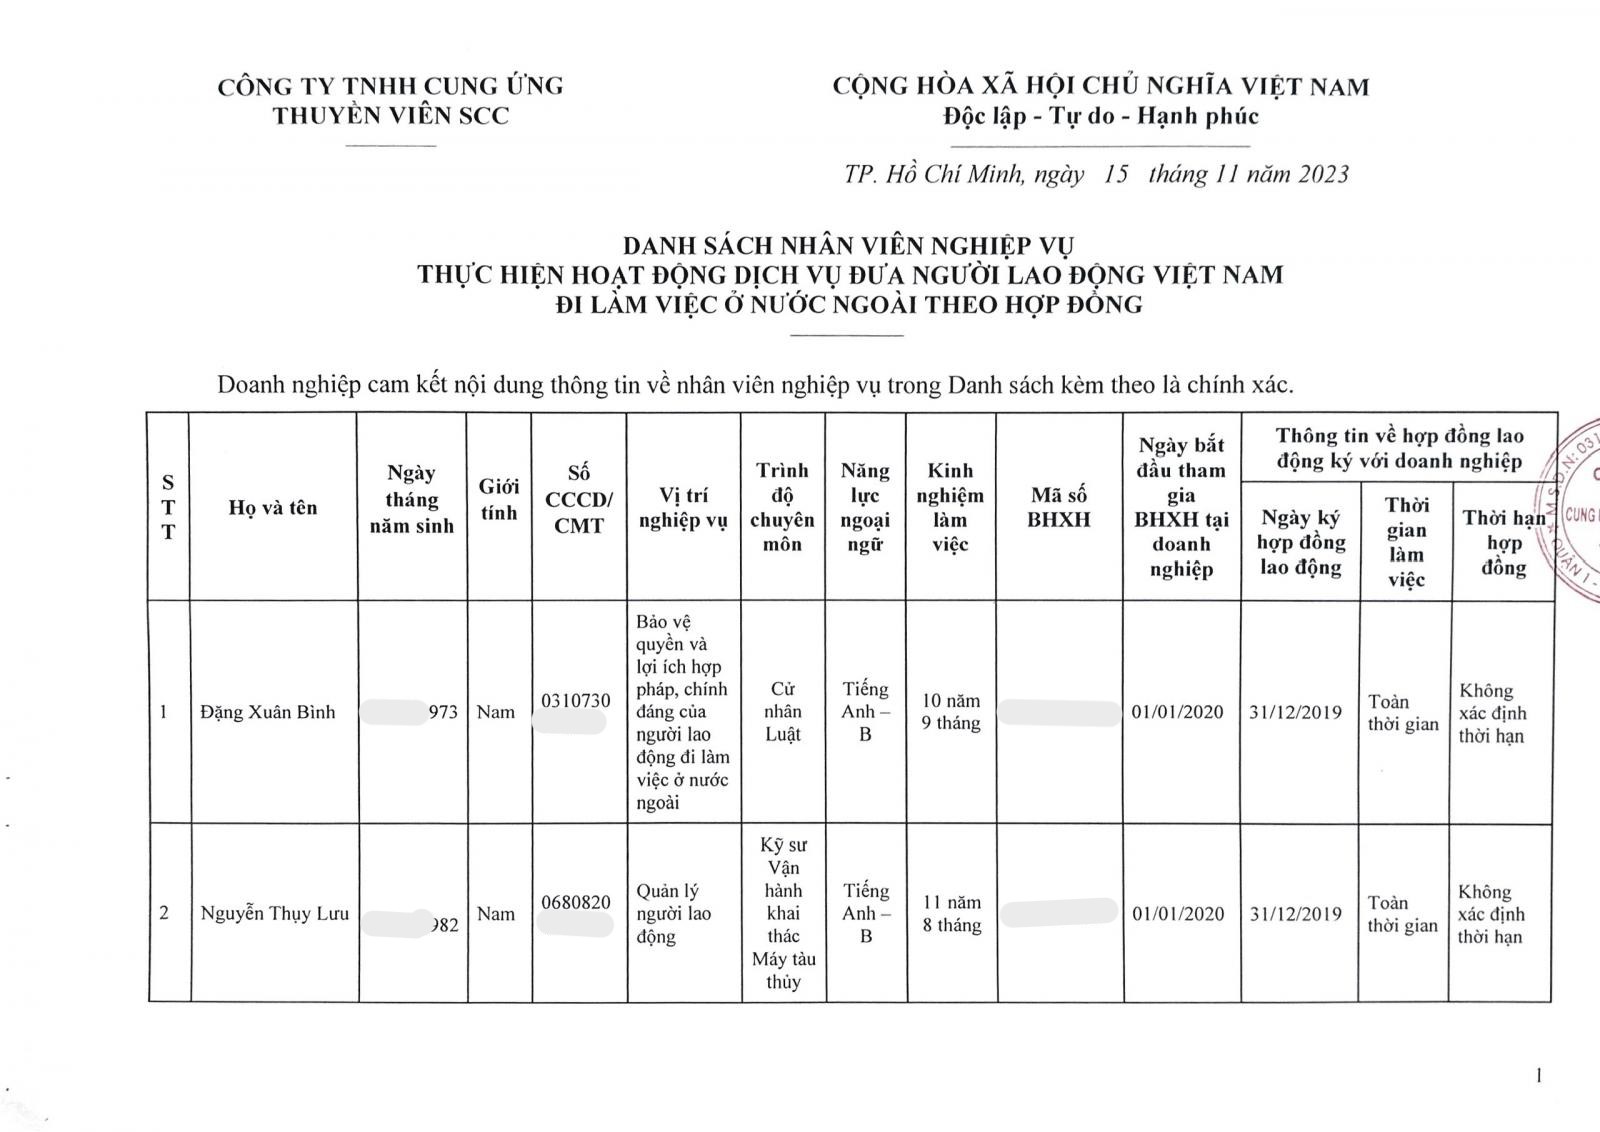 CÔNG TY TNHH CUNG ỨNG
THUYỀN VIÊN SCC
CỘNG HÒA XÃ HỘI CHỦ NGHĨA VIỆT NAM
Độc lập - Tự do - Hạnh phúc
TP. Hồ Chí Minh, ngày 15 tháng 11 năm 2023
DANH SÁCH NHÂN VIÊN NGHIỆP VỤ
THỰC HIỆN HOẠT ĐỘNG DỊCH VỤ ĐƯA NGƯỜI LAO ĐỘNG VIỆT NAM
ĐI LÀM VIỆC Ở NƯỚC NGOÀI THEO HỢP ĐỒNG
Doanh nghiệp cam kết nội dung thông tin về nhân viên nghiệp vụ trong Danh sách kèm theo là chính xác.
S
T
T
Họ và tên
Ngày
tháng
năm sinh
Giới
tính
Số
CCCD/
CMT
Vị trí
nghiệp vụ
Trình
độ
chuyên
môn
Năng
lực
ngoại
ngữ
Kinh
nghiệm
làm
việc
Mã số
BHXH
Ngày bắt
đầu tham
gia
BHXH tại
doanh
nghiệp
Thông tin về hợp đồng lao
động ký với doanh nghiệp
Ngày ký
hợp đồng
lao động
Thời
gian
làm
việc
Thời hạn
hợp
đồng
1
Đặng Xuân Bình
973
Nam
0310730
Bảo vệ
quyền và
lợi ích hợp
pháp, chính
đáng của
người lao
động đi làm
việc ở nước
ngoài
Cử
nhân
Luật
Tiếng
Anh –
B
10 năm
9 tháng
01/01/2020
31/12/2019
Toàn
thời gian
Không
xác định
thời hạn
2
Nguyễn Thụy Lưu
982
Nam
0680820
Quản lý
người lao
động
Kỹ sư
Vận
hành
khai
thác
Máy tàu
thủy
Tiếng
Anh –
B
11 năm
8 tháng
01/01/2020
31/12/2019
Toàn
thời gian
Không
xác định
thời hạn
M.S.D.N: 031
CUNG
QUẬN 1 -
1